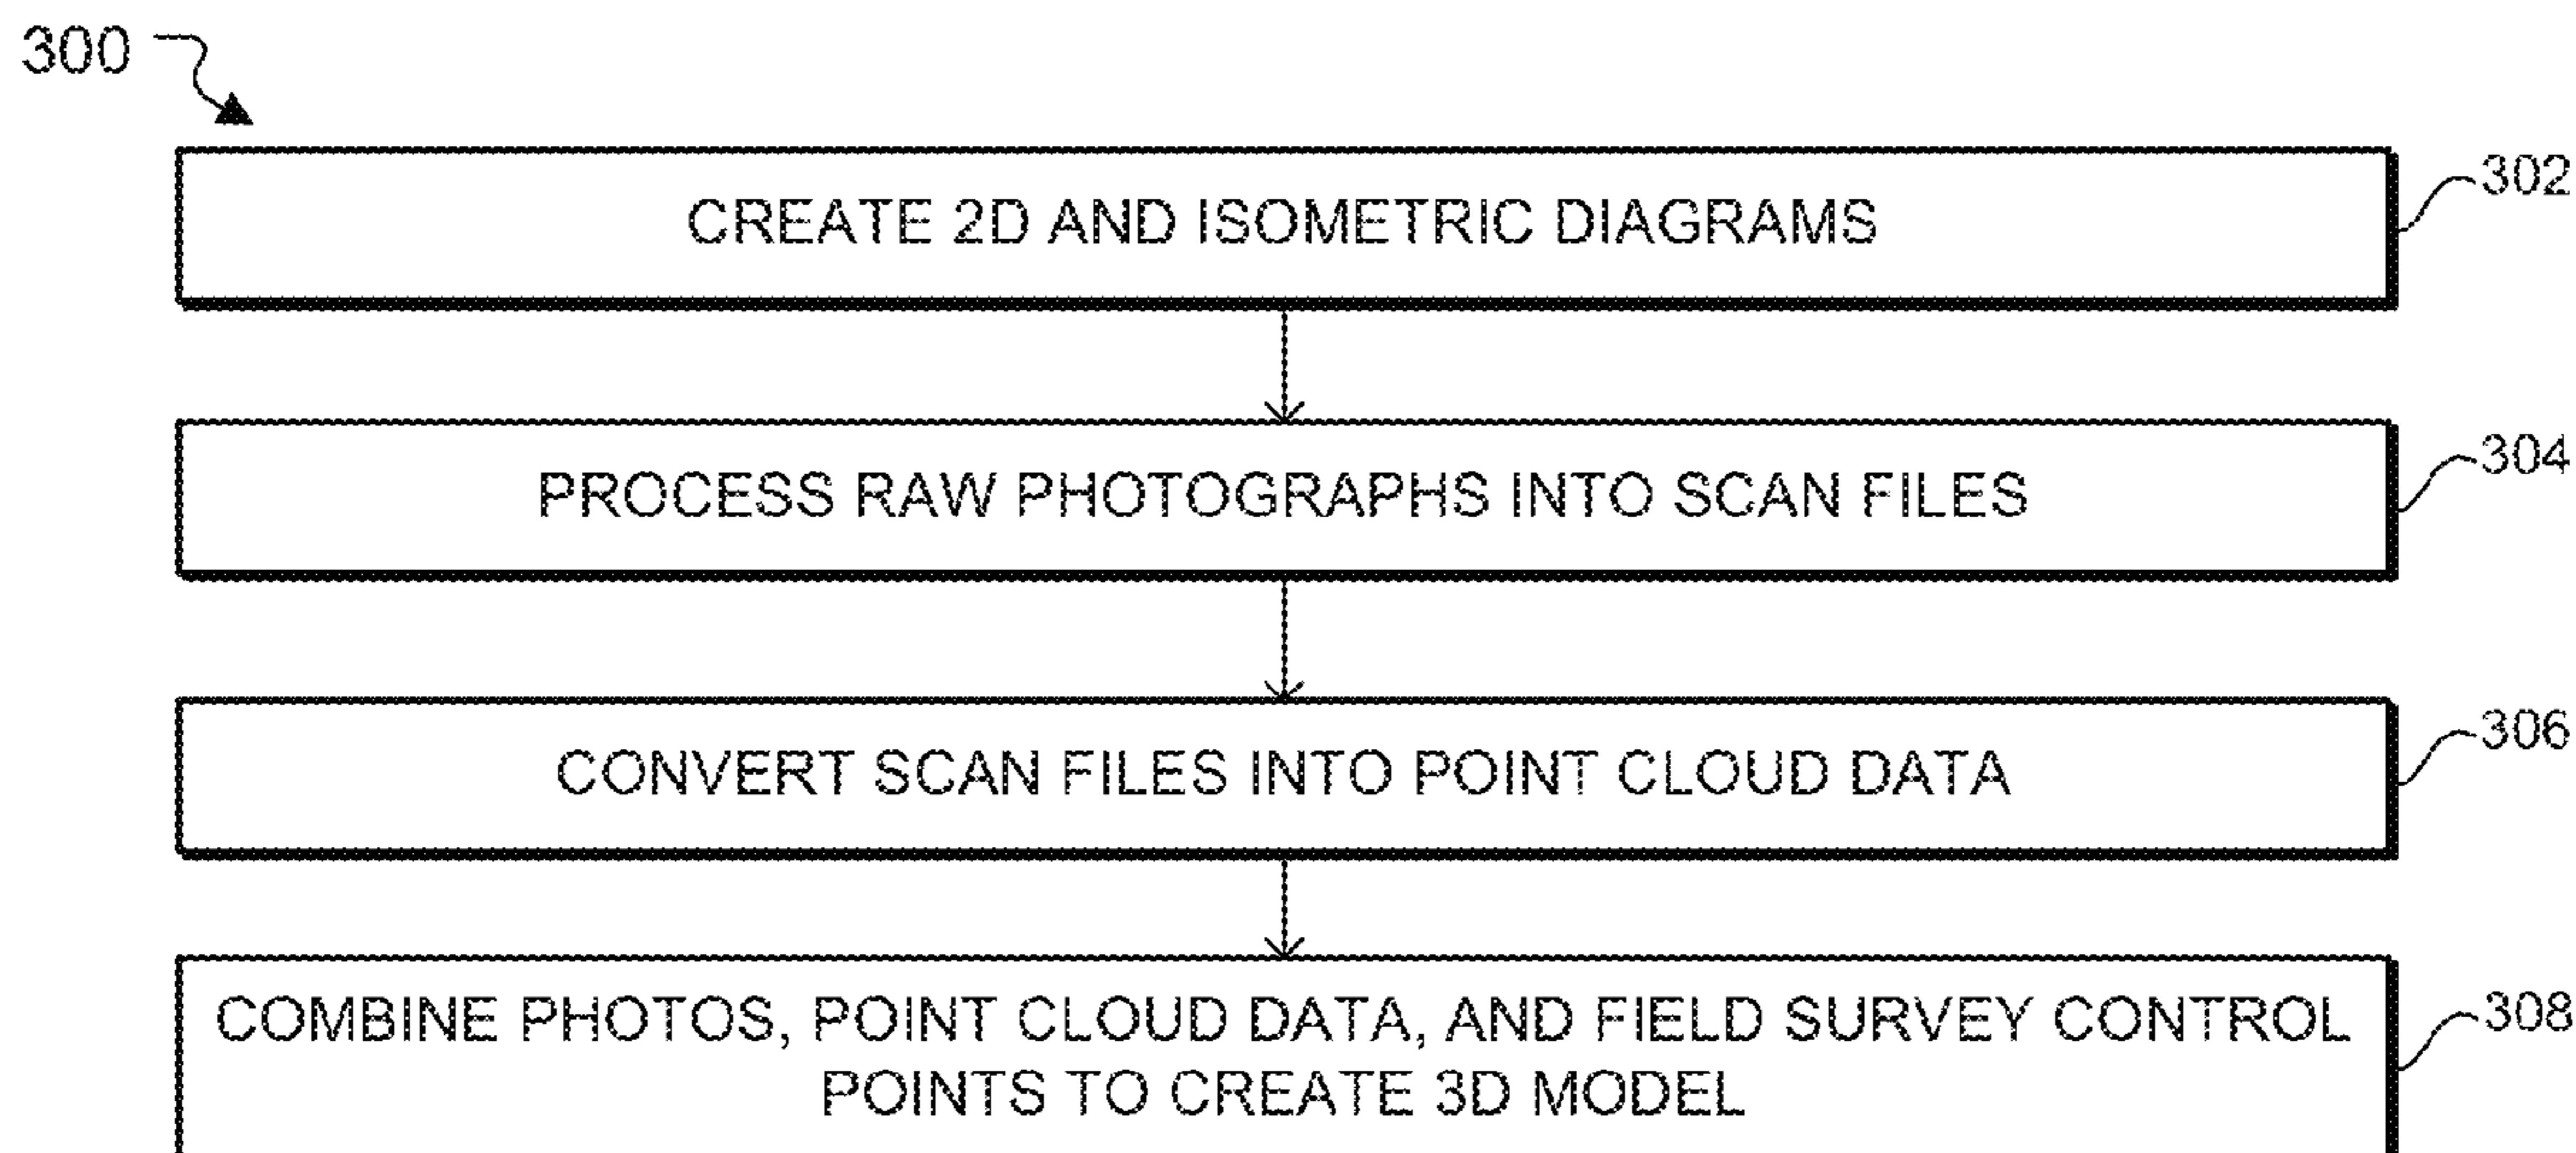 300
CREATE 2D AND ISOMETRIC DIAGRAMS
302
PROCESS RAW PHOTOGRAPHS INTO SCAN FILES
304
CONVERT SCAN FILES INTO POINT CLOUD DATA
306
COMBINE PHOTOS, POINT CLOUD DATA, AND FIELD SURVEY CONTROL
POINTS TO CREATE 3D MODEL
308